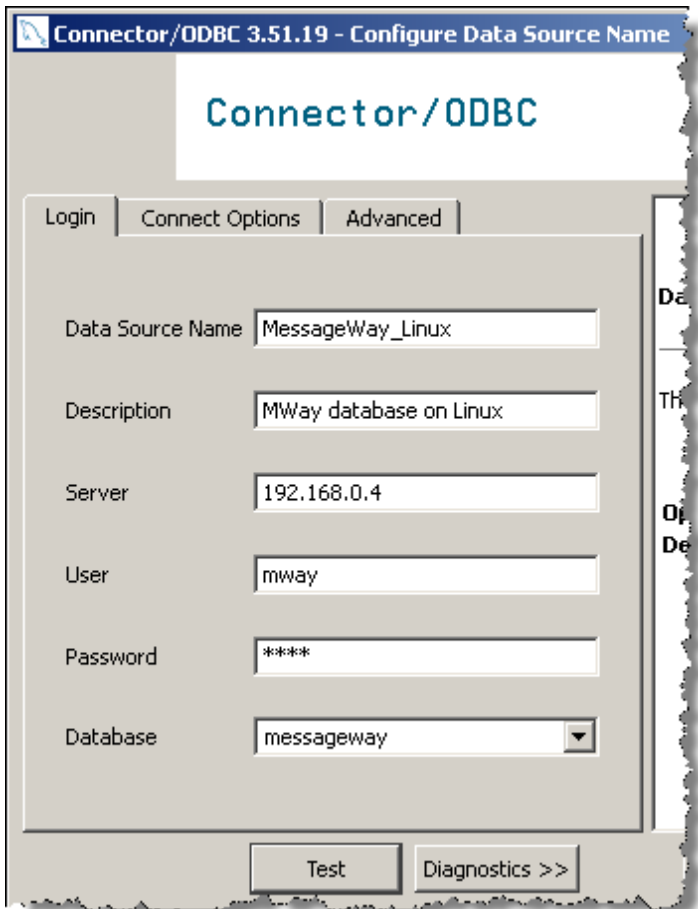 Connector/ODBC 3.51.19 - Configure Data Source Name
Connector/ODBC
Login Connect Options Advanced
Data Source Name MessageWay_Linux
Description MWay database on Linux
Server 192.168.0.4
User mway
Password ****
Database messageway
Test Diagnostics >>